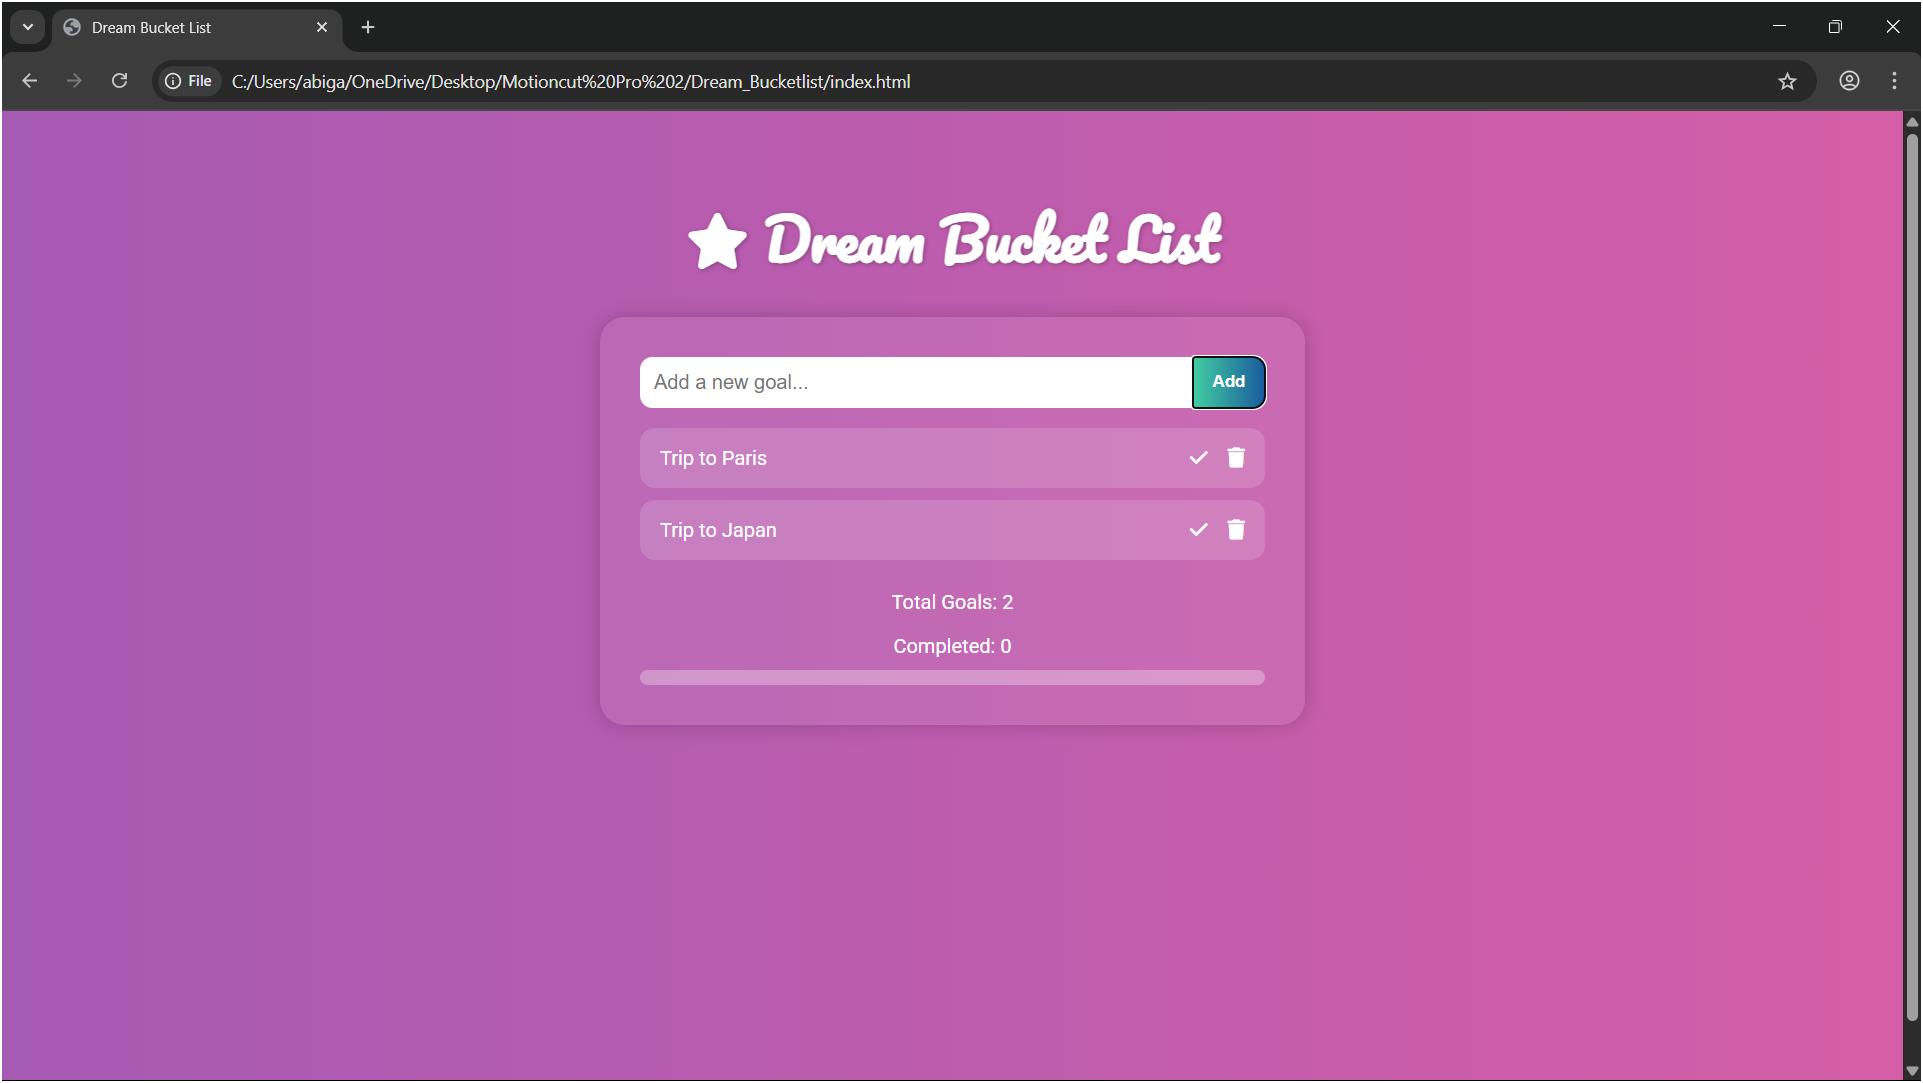 Dream Bucket List
File C:/Users/abiga/OneDrive/Desktop/Motioncut%20Pro%202/Dream_Bucketlist/index.html
Dream Bucket List
Add a new goal... Add
Trip to Paris
Trip to Japan
Total Goals: 2
Completed: 0